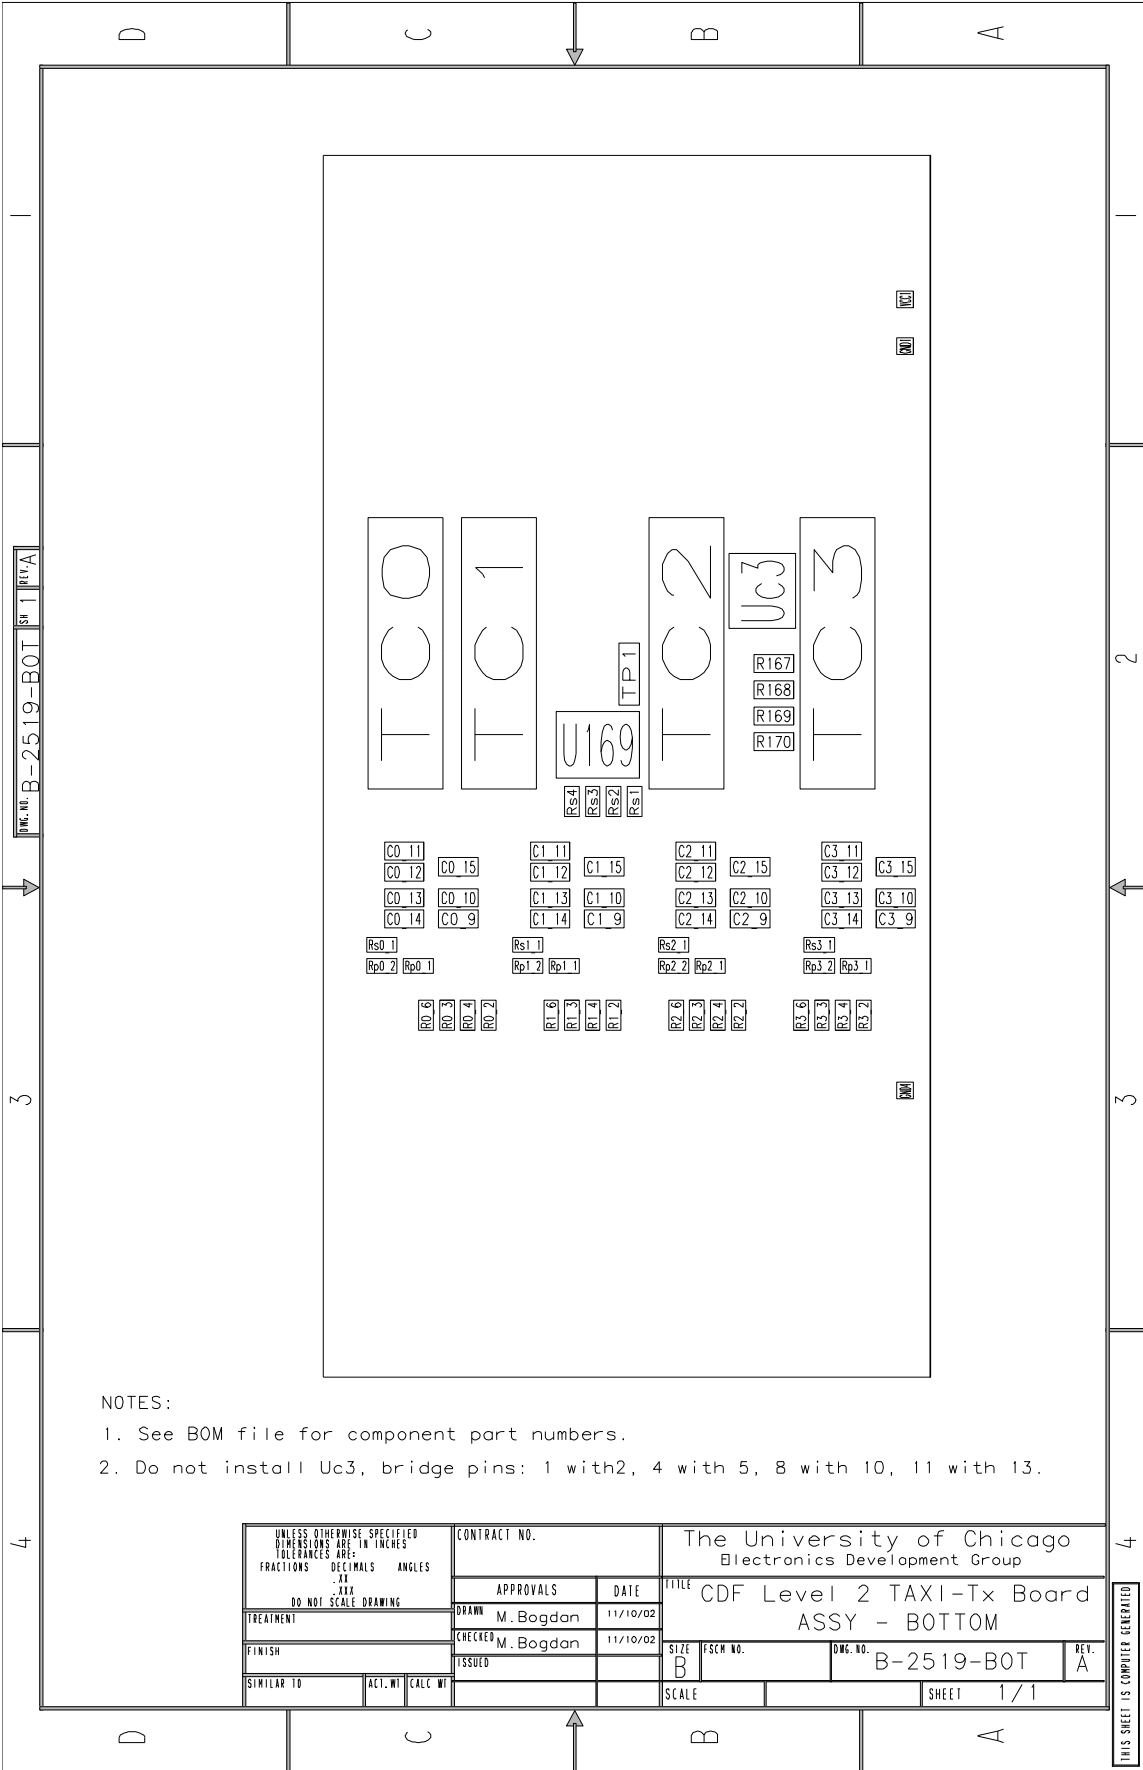 D C B A
1 1
VCC1
GND1
TC0 TC1 TC2 TC3
Uc3
TP1
U169
R167
R168
R169
R170
Rs4 Rs3 Rs2 Rs1
DWG. NO. B-2519-BOT SH 1 REV. A
2
C0_11 C1_11 C2_11 C3_11
C0_12 C0_15 C1_12 C1_15 C2_12 C2_15 C3_12 C3_15
C0_13 C0_10 C1_13 C1_10 C2_13 C2_10 C3_13 C3_10
C0_14 C0_9 C1_14 C1_9 C2_14 C2_9 C3_14 C3_9
Rs0_1 Rs1_1 Rs2_1 Rs3_1
Rp0_2 Rp0_1 Rp1_2 Rp1_1 Rp2_2 Rp2_1 Rp3_2 Rp3_1
R0_6 R0_3 R0_4 R0_2 R1_6 R1_3 R1_4 R1_2 R2_6 R2_3 R2_4 R2_2 R3_6 R3_3 R3_4 R3_2
3 3
NOTES:
1. See BOM file for component part numbers.
2. Do not install Uc3, bridge pins: 1 with2, 4 with 5, 8 with 10, 11 with 13.
4 4
UNLESS OTHERWISE SPECIFIED
DIMENSIONS ARE IN INCHES
TOLERANCES ARE:
FRACTIONS DECIMALS ANGLES
.XX
.XXX
DO NOT SCALE DRAWING
TREATMENT
FINISH
SIMILAR TO ACT. WT CALC WT
CONTRACT NO.
APPROVALS DATE
DRAWN M.Bogdan 11/10/02
CHECKED M.Bogdan 11/10/02
ISSUED
The University of Chicago
Electronics Development Group
TITLE CDF Level 2 TAXI-Tx Board
ASSY - BOTTOM
SIZE B FSCM NO. DWG. NO. B-2519-BOT REV. A
SCALE SHEET 1/1
THIS SHEET IS COMPUTER GENERATED
D C B A